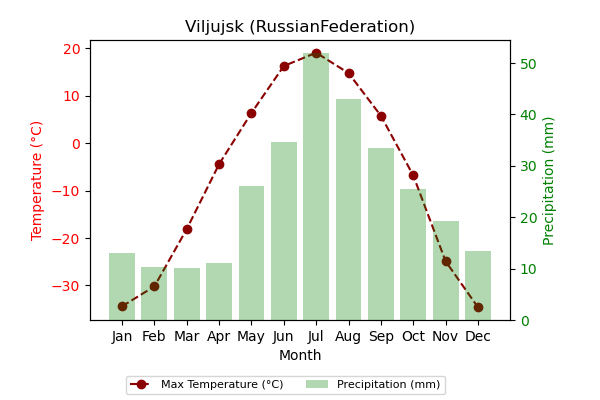 Viljujsk (RussianFederation)
Temperature (°C)
20
10
0
−10
−20
−30
50
40
30
20
10
0
Precipitation (mm)
Jan Feb Mar Apr May Jun Jul Aug Sep Oct Nov Dec
Month
Max Temperature (°C) Precipitation (mm)